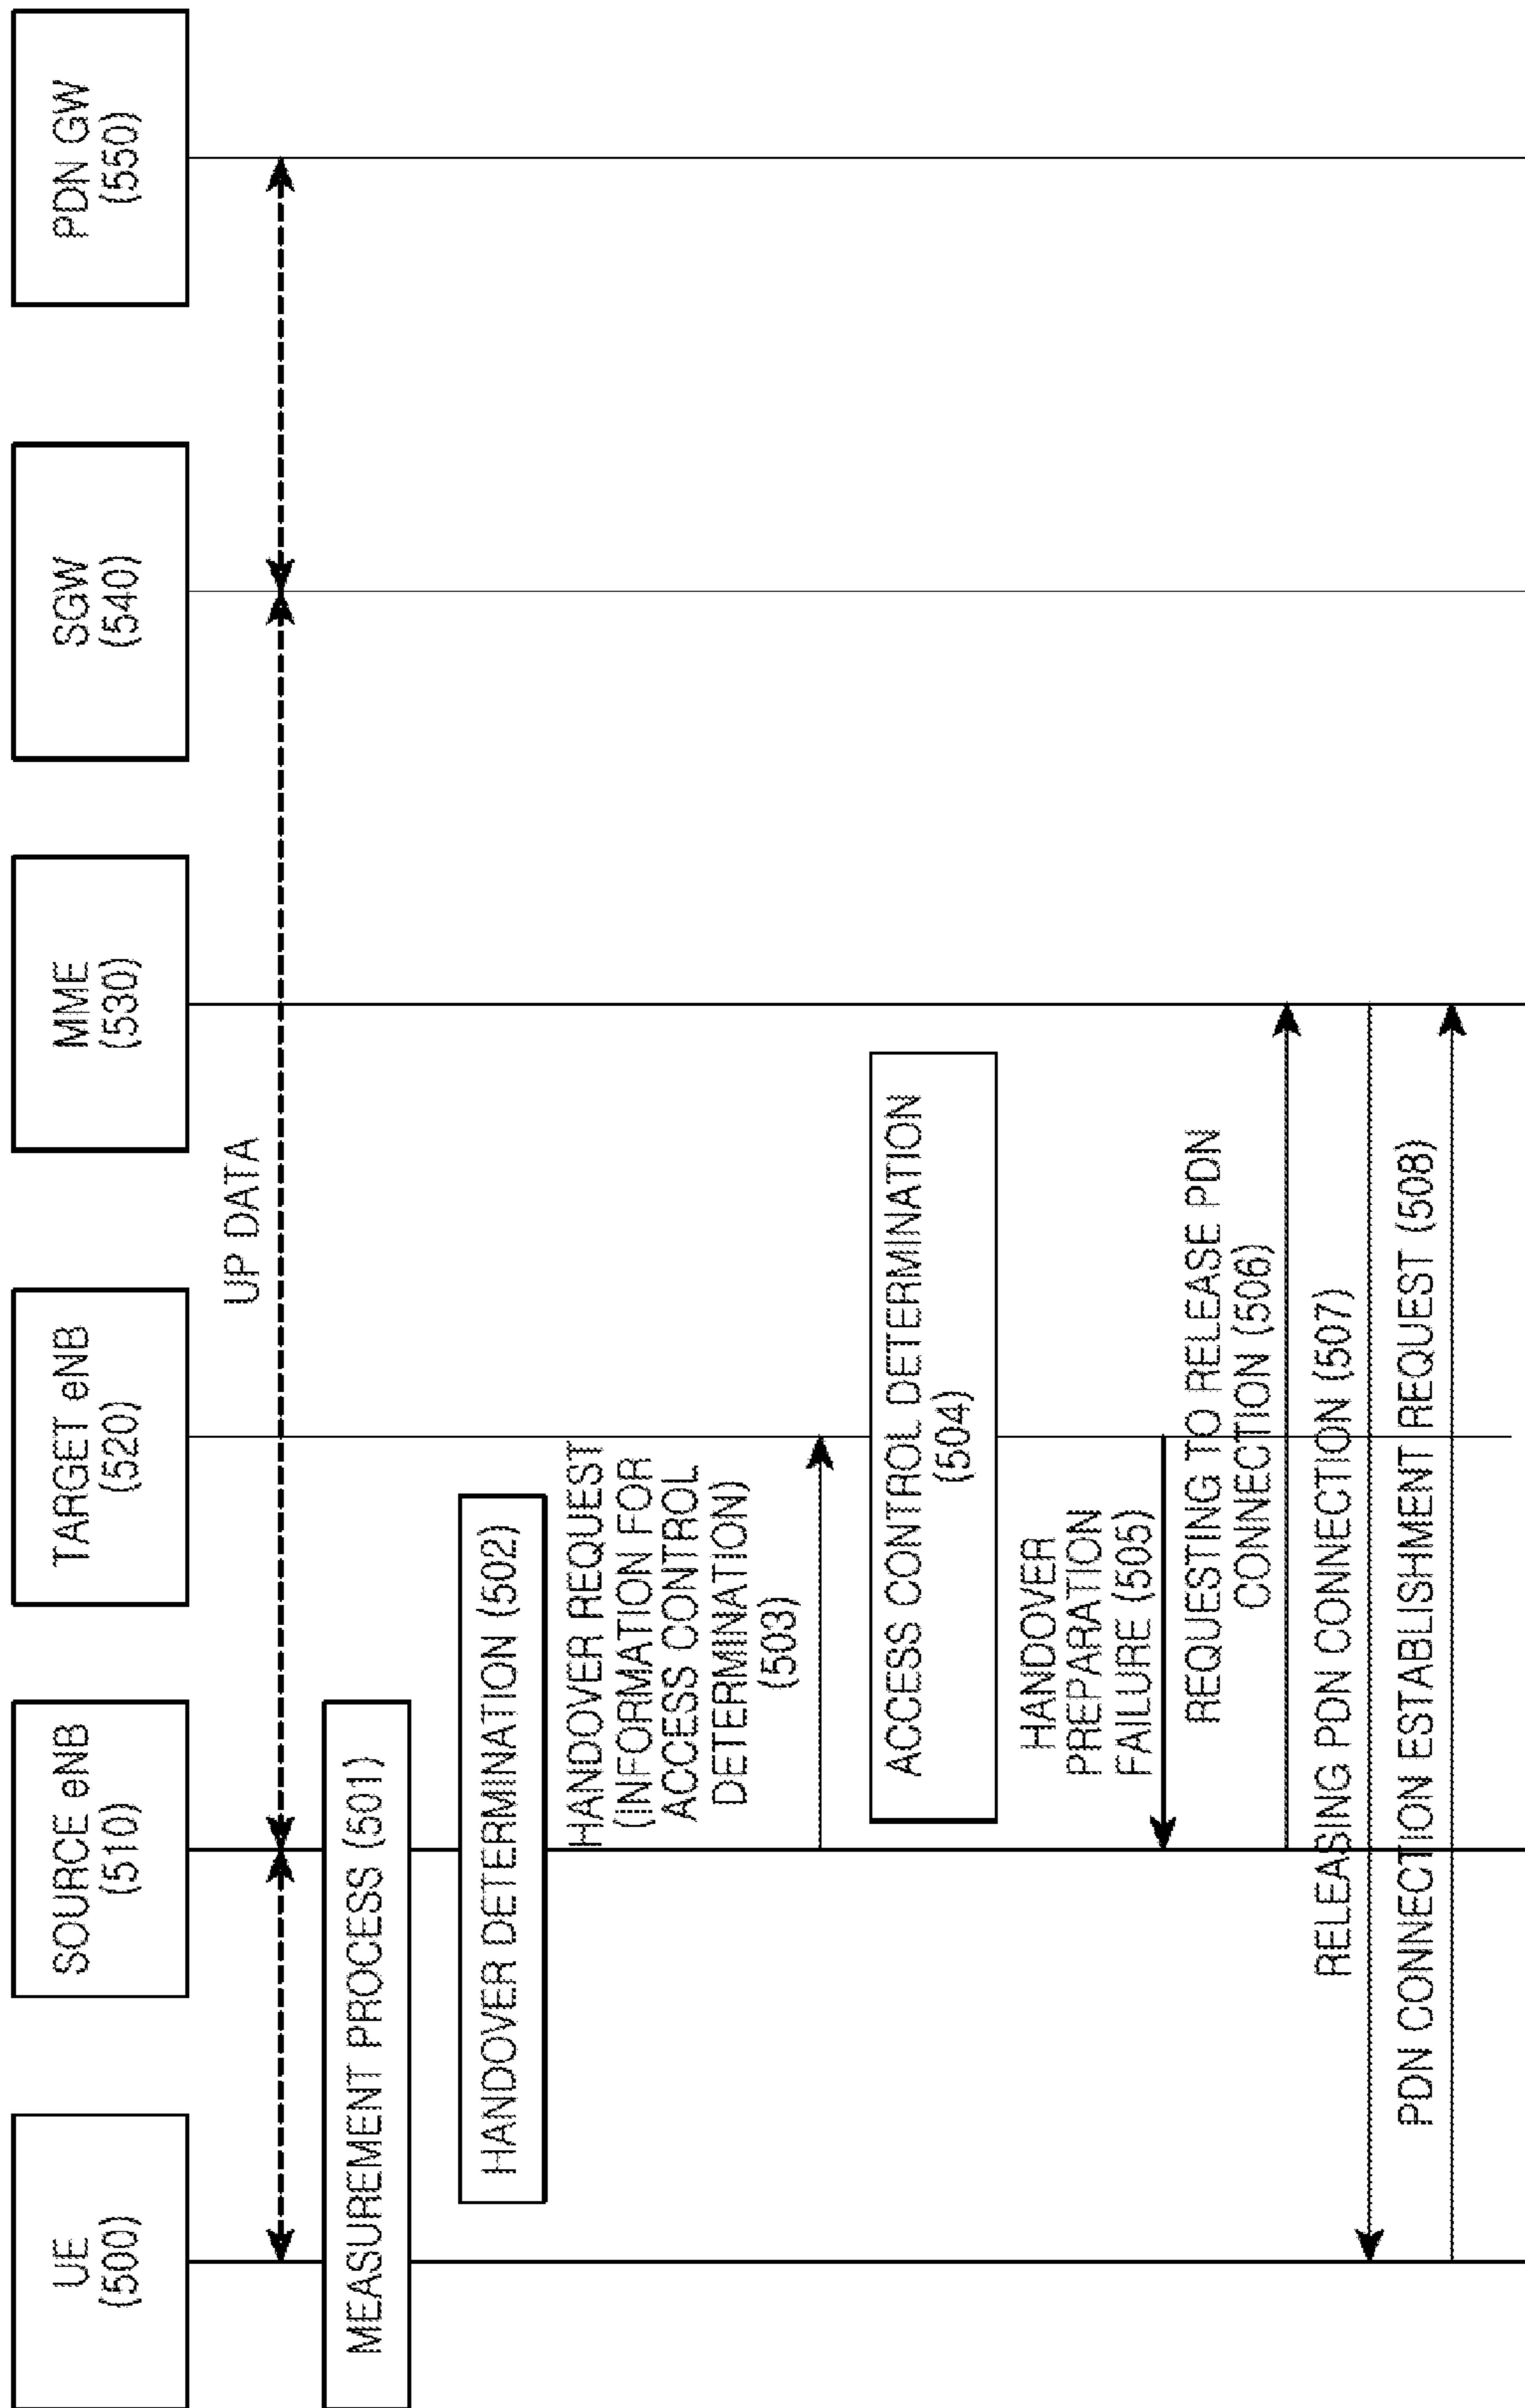 UE
(500)
SOURCE eNB
(510)
TARGET eNB
(520)
MME
(530)
SGW
(540)
PDN GW
(550)
UP DATA
MEASUREMENT PROCESS (501)
HANDOVER DETERMINATION (502)
HANDOVER REQUEST
(INFORMATION FOR
ACCESS CONTROL
DETERMINATION)
(503)
ACCESS CONTROL DETERMINATION
(504)
HANDOVER
PREPARATION
FAILURE (505)
REQUESTING TO RELEASE PDN
CONNECTION (506)
RELEASING PDN CONNECTION (507)
PDN CONNECTION ESTABLISHMENT REQUEST (508)